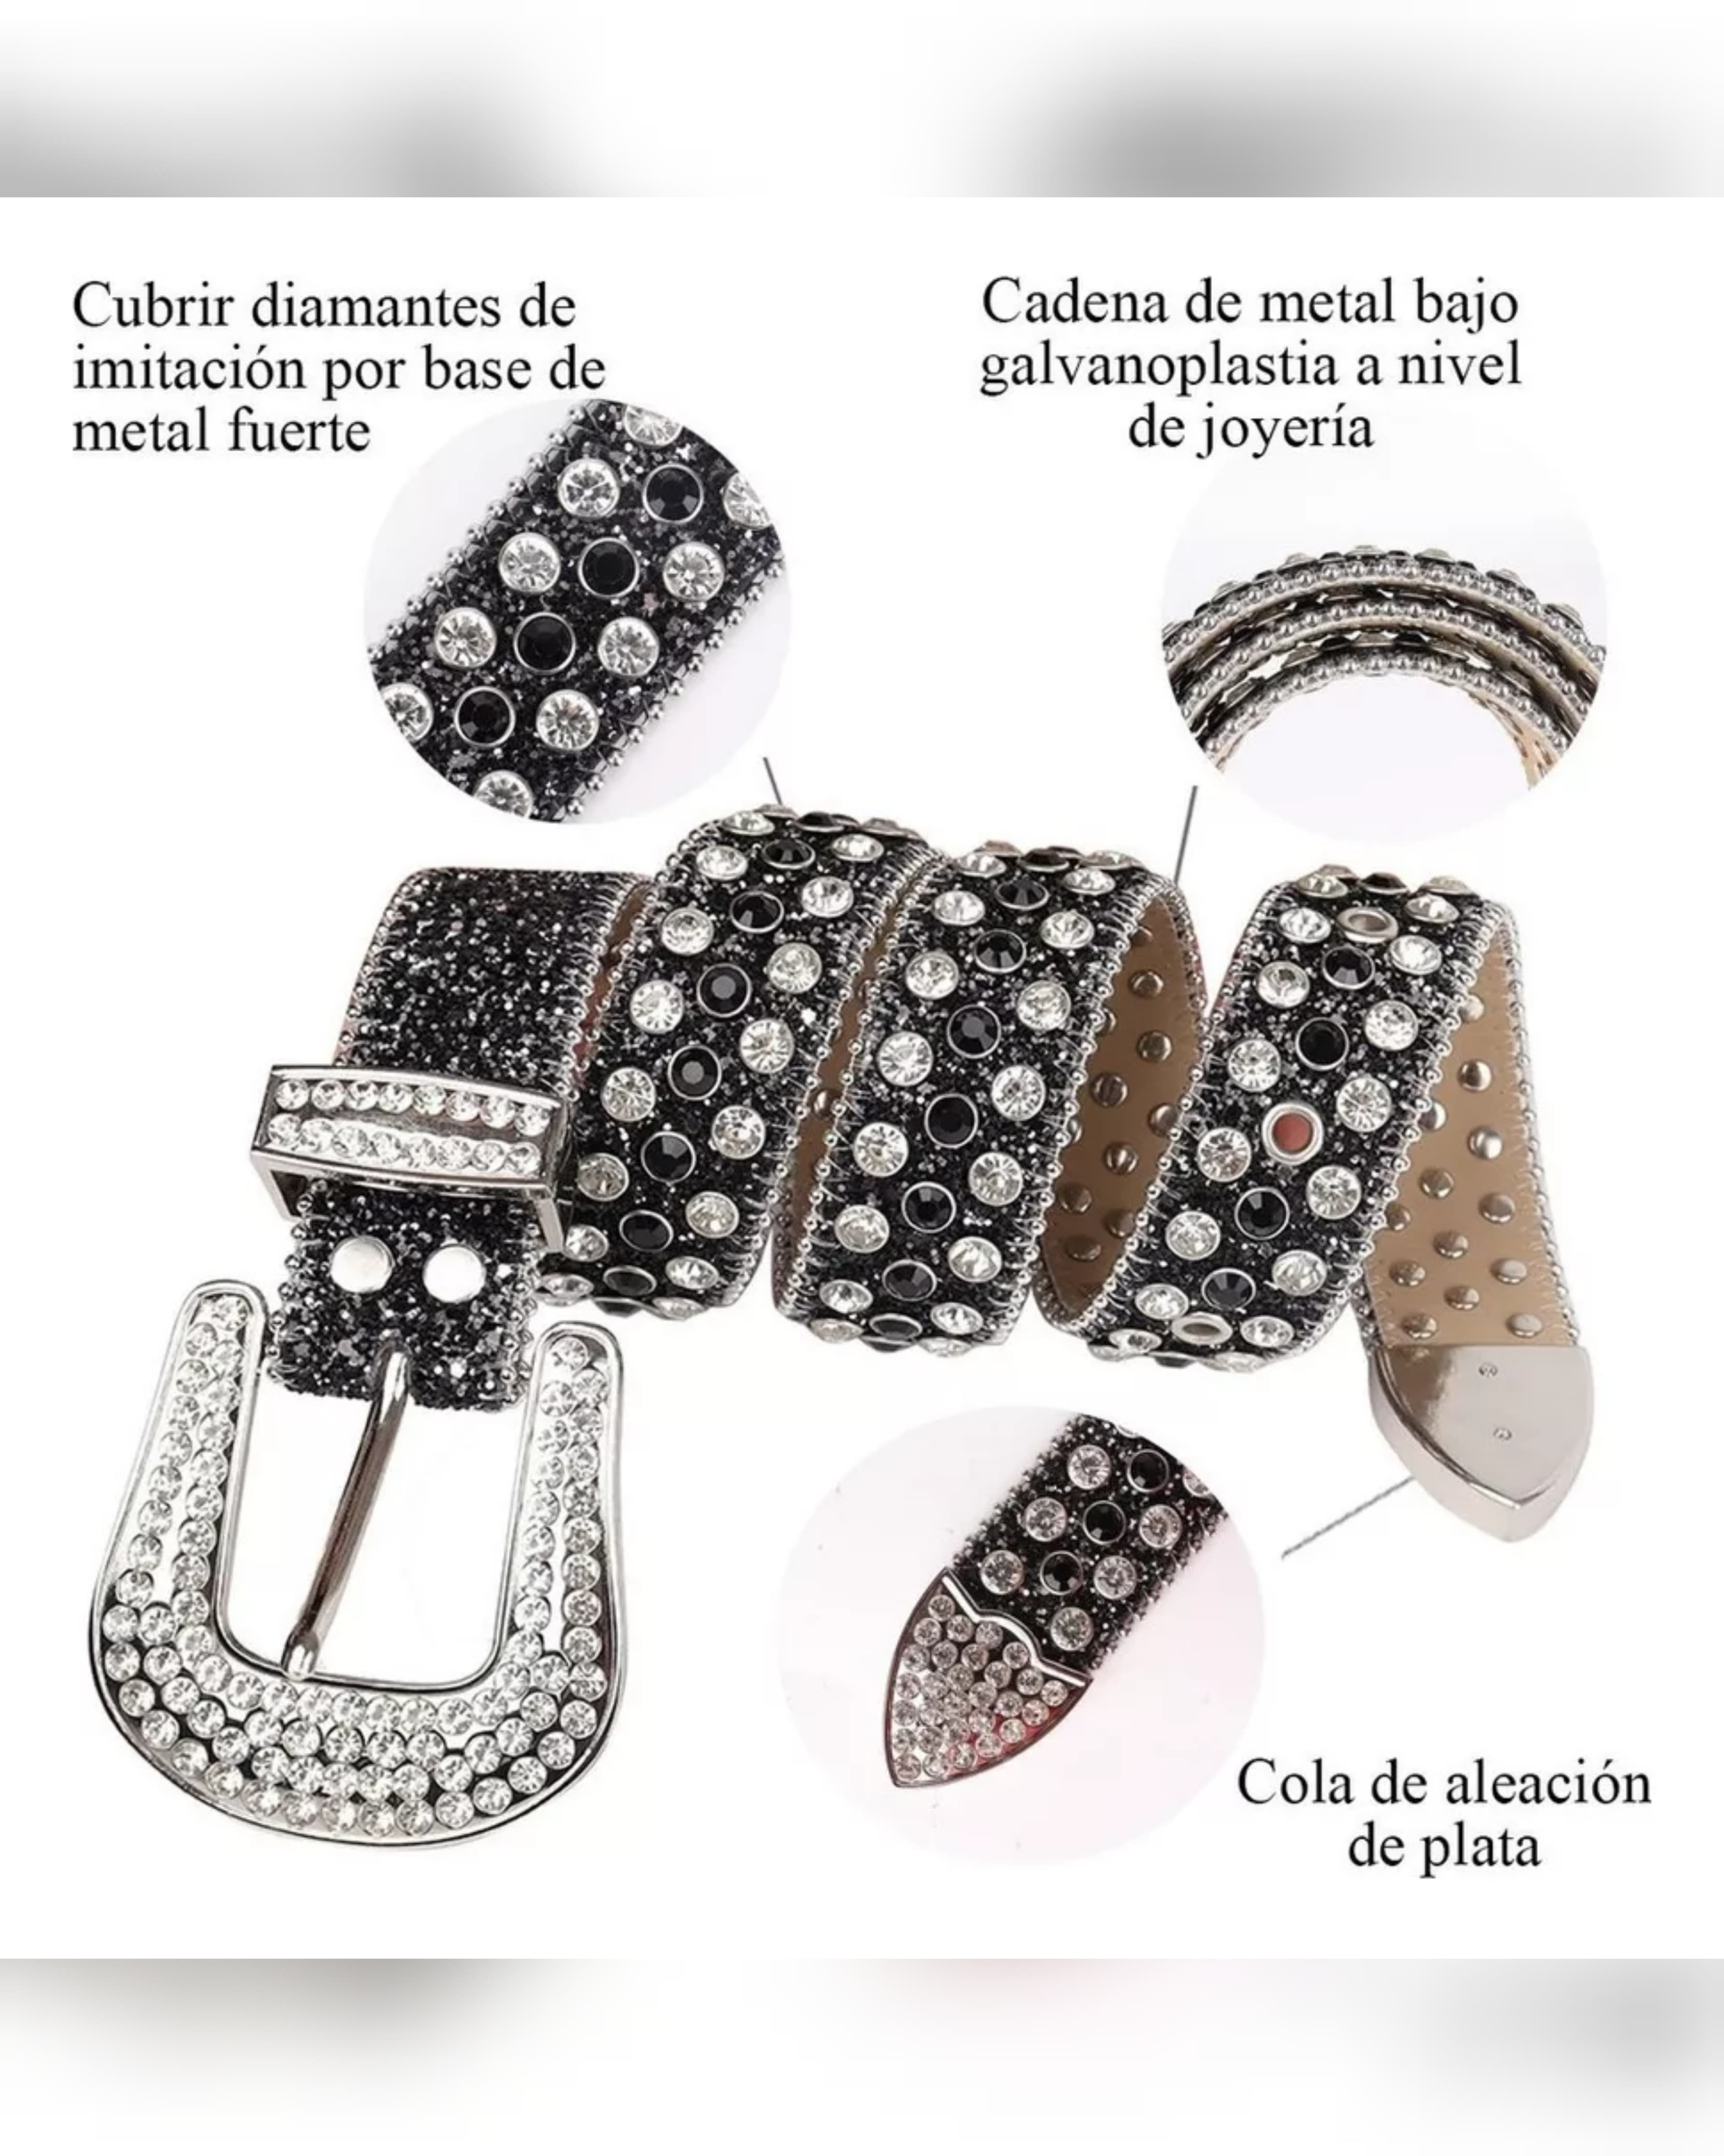 Cubrir diamantes de
imitación por base de
metal fuerte
Cadena de metal bajo
galvanoplastia a nivel
de joyería
Cola de aleación
de plata